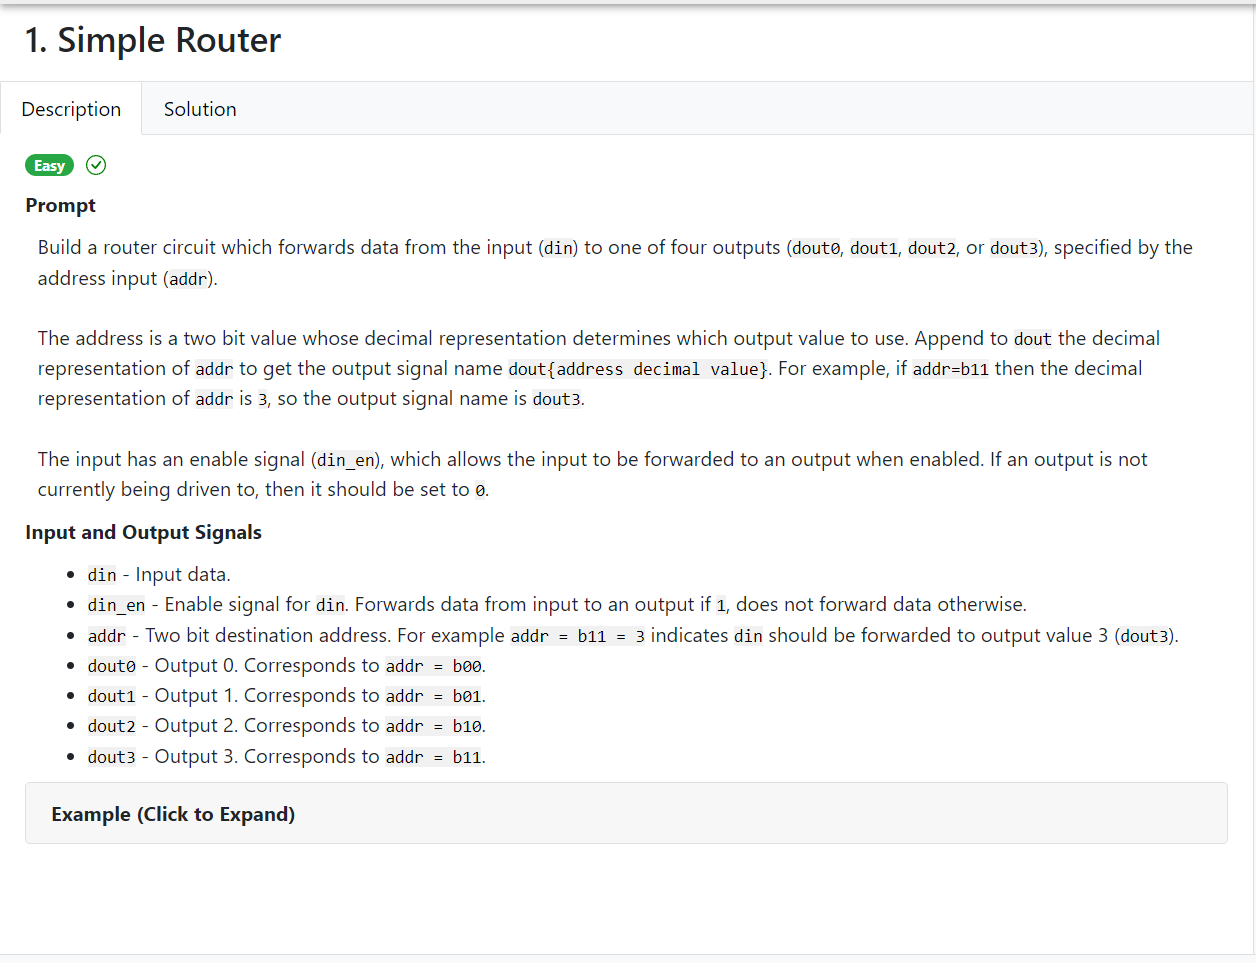 1. Simple Router
Description Solution
Easy
Prompt
Build a router circuit which forwards data from the input (din) to one of four outputs (dout0, dout1, dout2, or dout3), specified by the
address input (addr).
The address is a two bit value whose decimal representation determines which output value to use. Append to dout the decimal
representation of addr to get the output signal name dout{address decimal value}. For example, if addr=b11 then the decimal
representation of addr is 3, so the output signal name is dout3.
The input has an enable signal (din_en), which allows the input to be forwarded to an output when enabled. If an output is not
currently being driven to, then it should be set to 0.
Input and Output Signals
• din - Input data.
• din_en - Enable signal for din. Forwards data from input to an output if 1, does not forward data otherwise.
• addr - Two bit destination address. For example addr = b11 = 3 indicates din should be forwarded to output value 3 (dout3).
• dout0 - Output 0. Corresponds to addr = b00.
• dout1 - Output 1. Corresponds to addr = b01.
• dout2 - Output 2. Corresponds to addr = b10.
• dout3 - Output 3. Corresponds to addr = b11.
Example (Click to Expand)